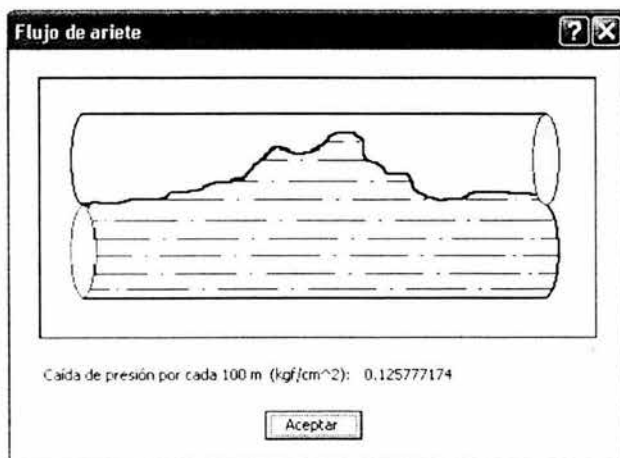 Flujo de ariete
Caída de presión por cada 100 m (kgf/cm^2): 0.125777174
Aceptar